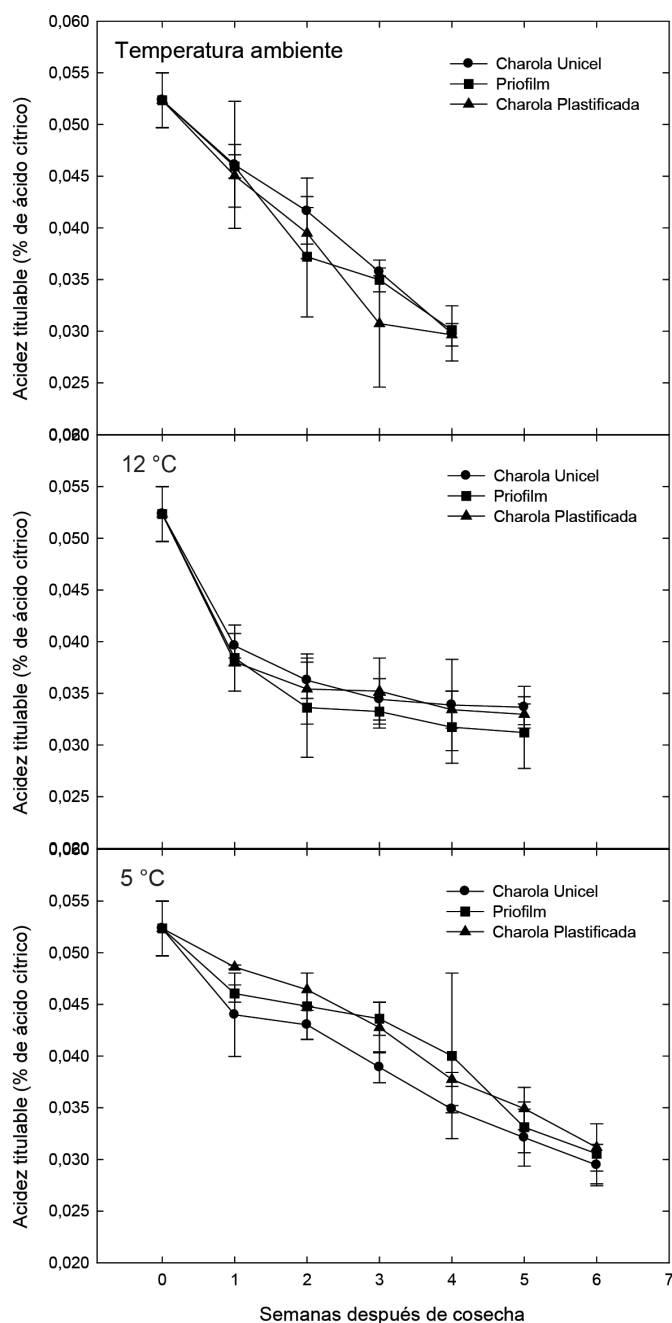 0,060
Temperatura ambiente
Charola Unicel
Priofilm
Charola Plastificada
0,055
0,050
0,045
0,040
0,035
0,030
0,025
Acidez titulable (% de ácido cítrico)
0,060
12 °C
Charola Unicel
Priofilm
Charola Plastificada
0,055
0,050
0,045
0,040
0,035
0,030
0,025
Acidez titulable (% de ácido cítrico)
0,060
5 °C
Charola Unicel
Priofilm
Charola Plastificada
0,055
0,050
0,045
0,040
0,035
0,030
0,025
0,020
Acidez titulable (% de ácido cítrico)
0 1 2 3 4 5 6 7
Semanas después de cosecha